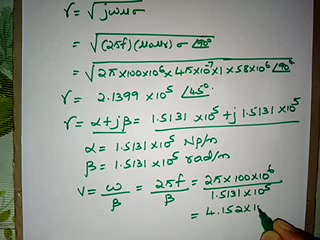 γ = √jωμσ
= √(2πf)(μ₀μr)σ ∠90°
= √2π×100×10⁶×4π×10⁻⁷×1×58×10⁶ ∠90°
γ = 2.1399 ×10⁵ ∠45°
γ = α+jβ = 1.5131 ×10⁵ +j 1.5131×10⁵
α = 1.5131×10⁵ Np/m
β = 1.5131×10⁵ rad/m
V = ω/β = 2πf/β = 2π×100×10⁶/1.5131×10⁵
= 4.152×1